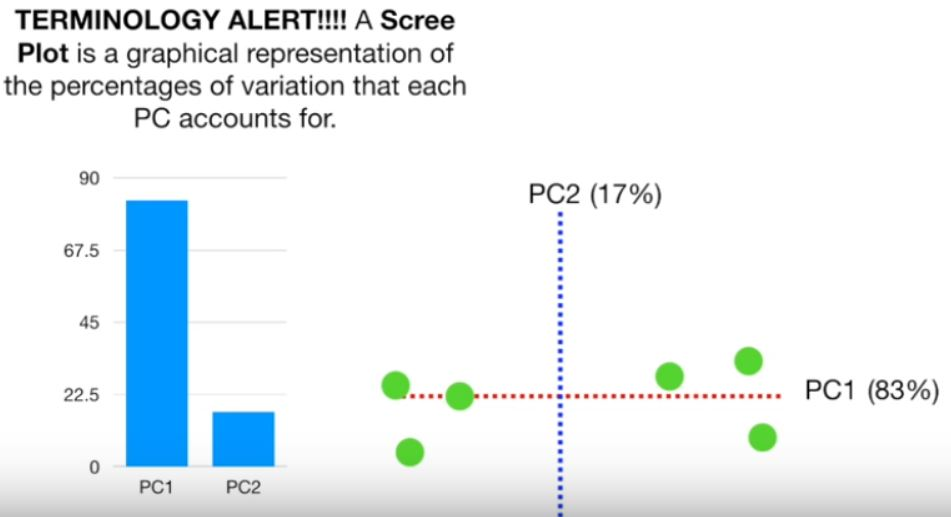 TERMINOLOGY ALERT!!!! A Scree
Plot is a graphical representation of
the percentages of variation that each
PC accounts for.
90
67.5
45
22.5
0
PC1
PC2
PC2 (17%)
PC1 (83%)